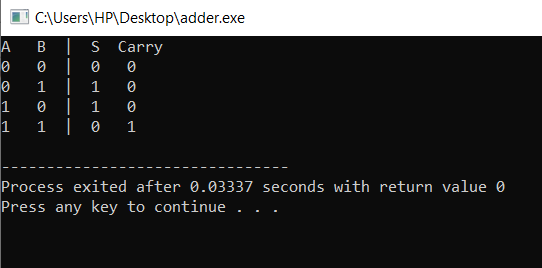 C:\Users\HP\Desktop\adder.exe
A   B  |  S  Carry
0   0  |  0   0
0   1  |  1   0
1   0  |  1   0
1   1  |  0   1
--------------------------------
Process exited after 0.03337 seconds with return value 0
Press any key to continue . . .